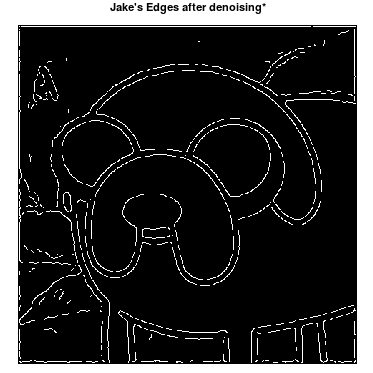 Jake's Edges after denoising*